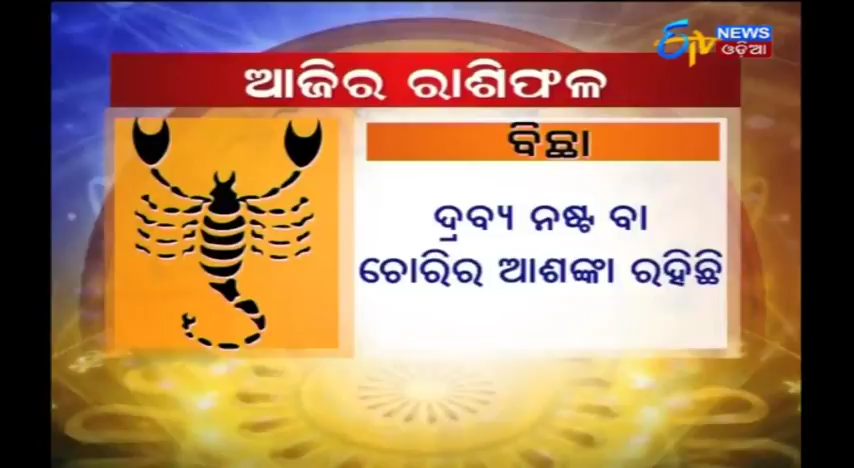 ETV NEWS
ଓଡ଼ିଆ
ଆଜିର ରାଶିଫଳ
ବିଛା
ଦ୍ରବ୍ୟ ନଷ୍ଟ ବା
ଚୋରିର ଆଶଙ୍କା ରହିଛି